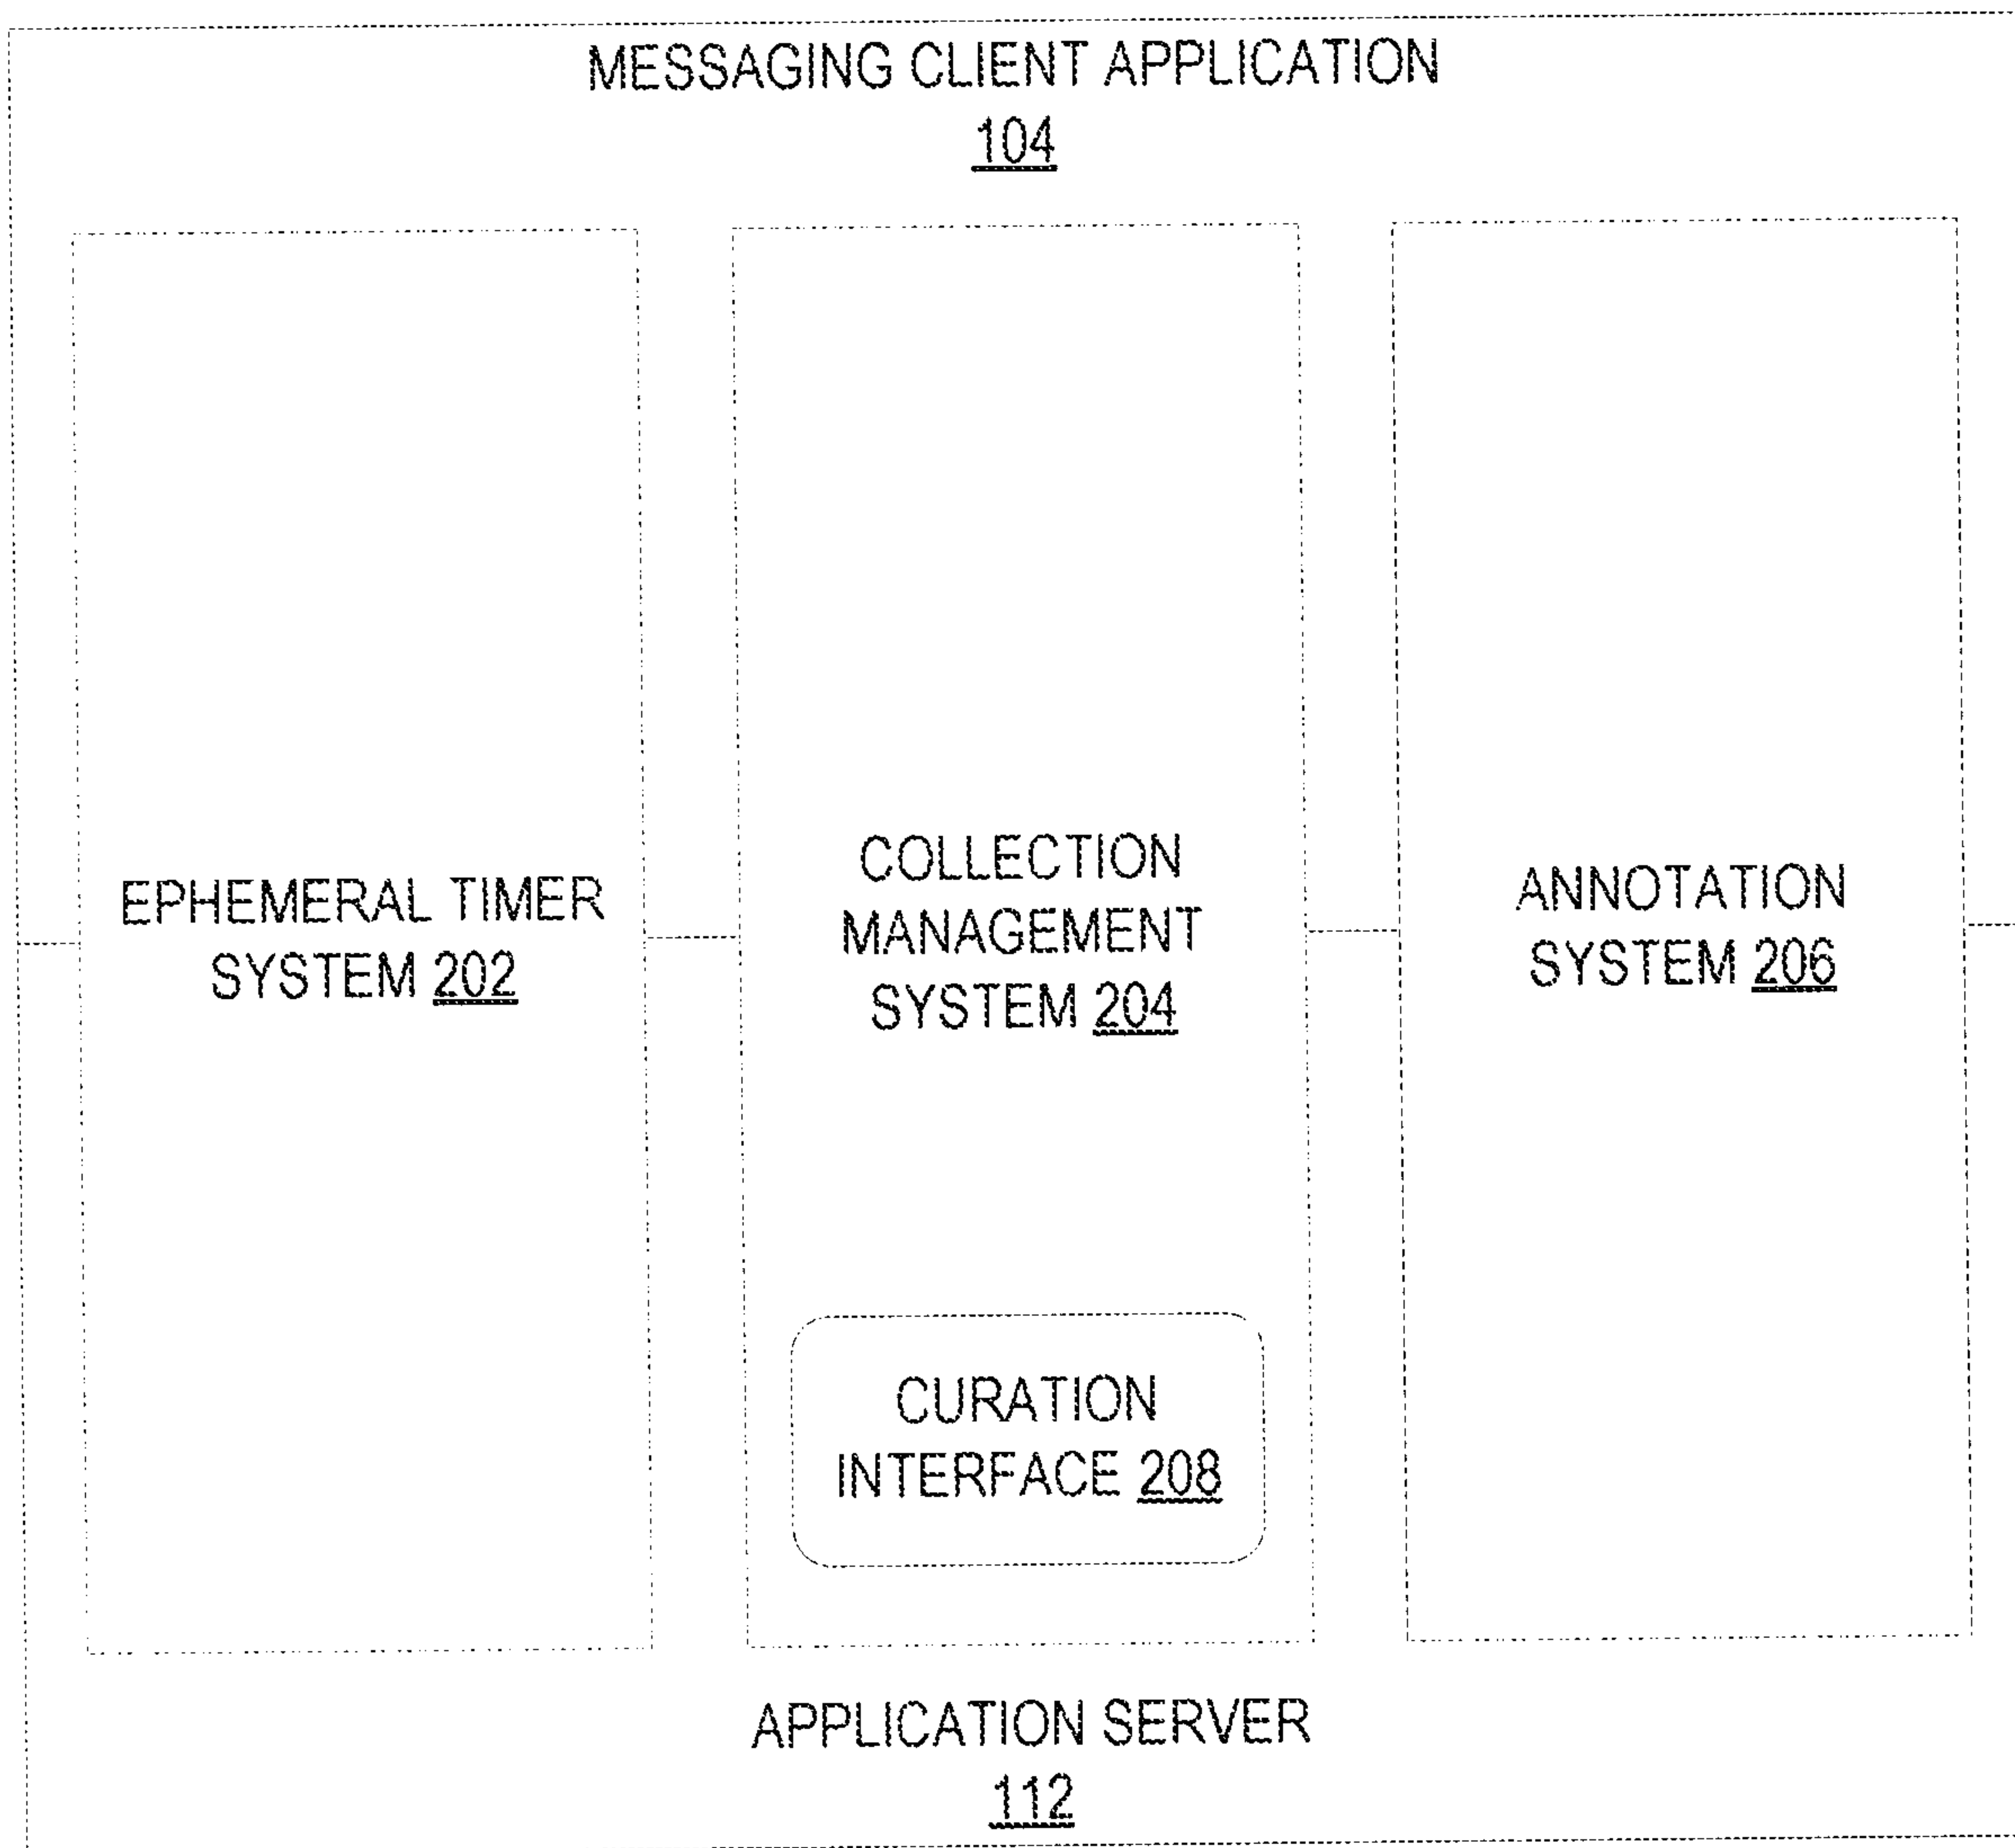 MESSAGING CLIENT APPLICATION
104
EPHEMERAL TIMER
SYSTEM 202
COLLECTION
MANAGEMENT
SYSTEM 204
CURATION
INTERFACE 208
ANNOTATION
SYSTEM 206
APPLICATION SERVER
112